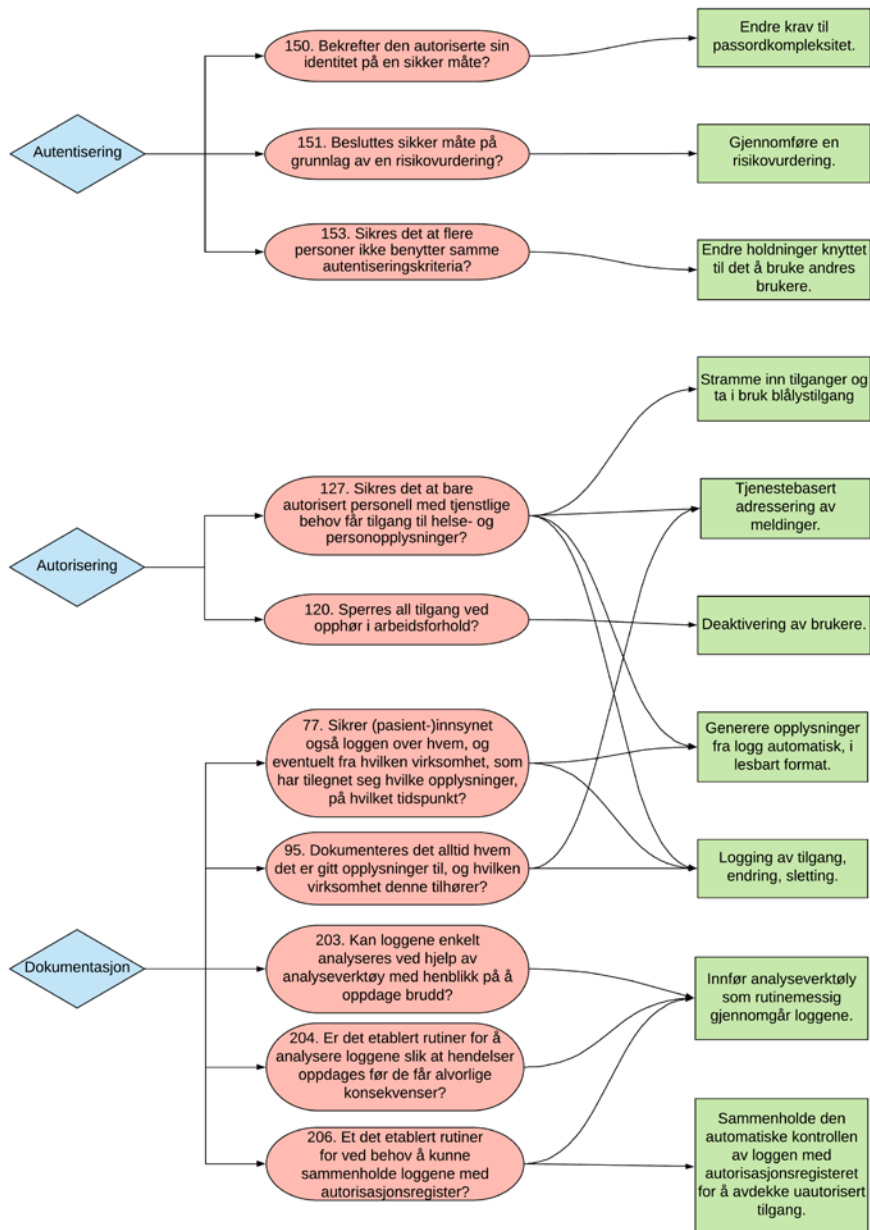 150. Bekrefter den autoriserte sin
identitet på en sikker måte?
Endre krav til
passordkompleksitet.
Autentisering
151. Besluttes sikker måte på
grunnlag av en risikovurdering?
Gjennomføre en
risikovurdering.
153. Sikres det at flere
personer ikke benytter samme
autentiseringskriteria?
Endre holdninger knyttet
til det å bruke andres
brukere.
Stramme inn tilganger og
ta i bruk blålystilgang
127. Sikres det at bare
autorisert personell med tjenstlige
behov får tilgang til helse- og
personopplysninger?
Tjenestebasert
adressering av
meldinger.
Autorisering
120. Sperres all tilgang ved
opphør i arbeidsforhold?
Deaktivering av brukere.
77. Sikrer (pasient-)innsynet
også loggen over hvem, og
eventuelt fra hvilken virksomhet, som
har tilegnet seg hvilke opplysninger,
på hvilket tidspunkt?
Generere opplysninger
fra logg automatisk, i
lesbart format.
95. Dokumenteres det alltid hvem
det er gitt opplysninger til, og hvilken
virksomhet denne tilhører?
Logging av tilgang,
endring, sletting.
Dokumentasjon
203. Kan loggene enkelt
analyseres ved hjelp av
analyseverktøy med henblikk på å
oppdage brudd?
Innfør analyseverktøly
som rutinemessig
gjennomgår loggene.
204. Er det etablert rutiner for å
analysere loggene slik at hendelser
oppdages før de får alvorlige
konsekvenser?
206. Et det etablert rutiner
for ved behov å kunne
sammenholde loggene med
autorisasjonsregister?
Sammenholde den
automatiske kontrollen
av loggen med
autorisasjonsregisteret
for å avdekke uautorisert
tilgang.